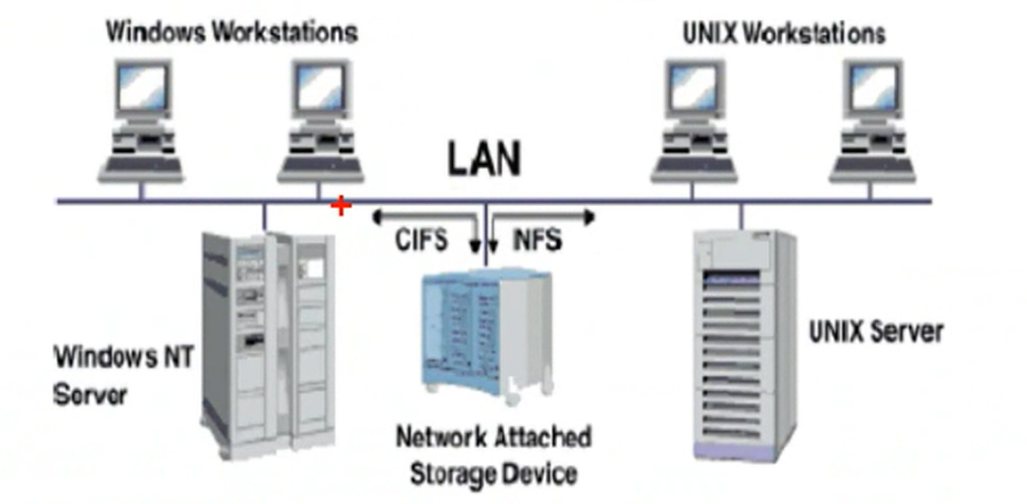 Windows Workstations
UNIX Workstations
LAN
CIFS
NFS
Windows NT
Server
UNIX Server
Network Attached
Storage Device